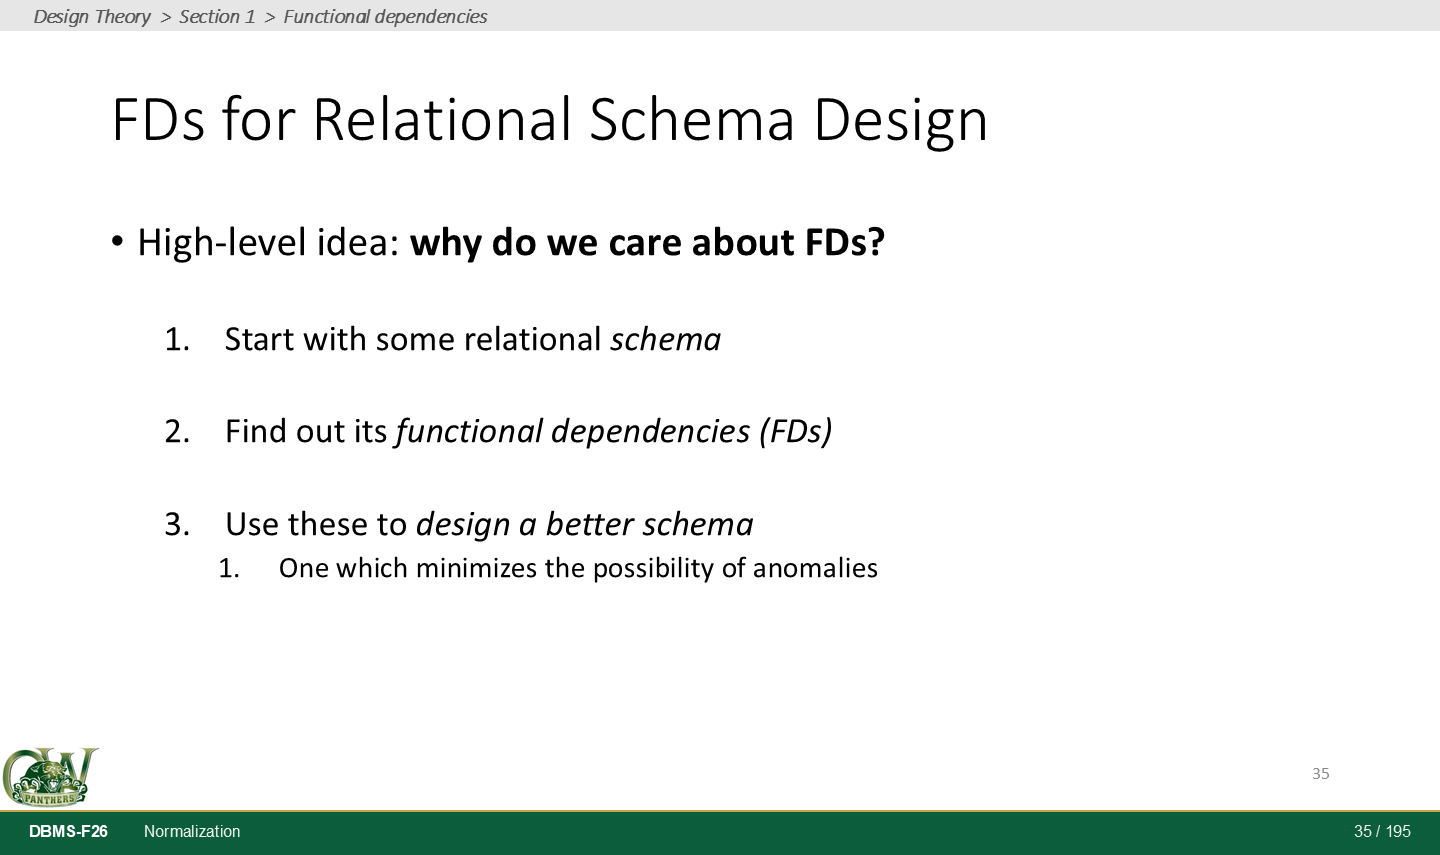 Design Theory > Section 1 > Functional dependencies
FDs for Relational Schema Design
• High-level idea: why do we care about FDs?
1. Start with some relational schema
2. Find out its functional dependencies (FDs)
3. Use these to design a better schema
1. One which minimizes the possibility of anomalies
OW
PANTHERS
35
DBMS-F26 Normalization 35 / 195